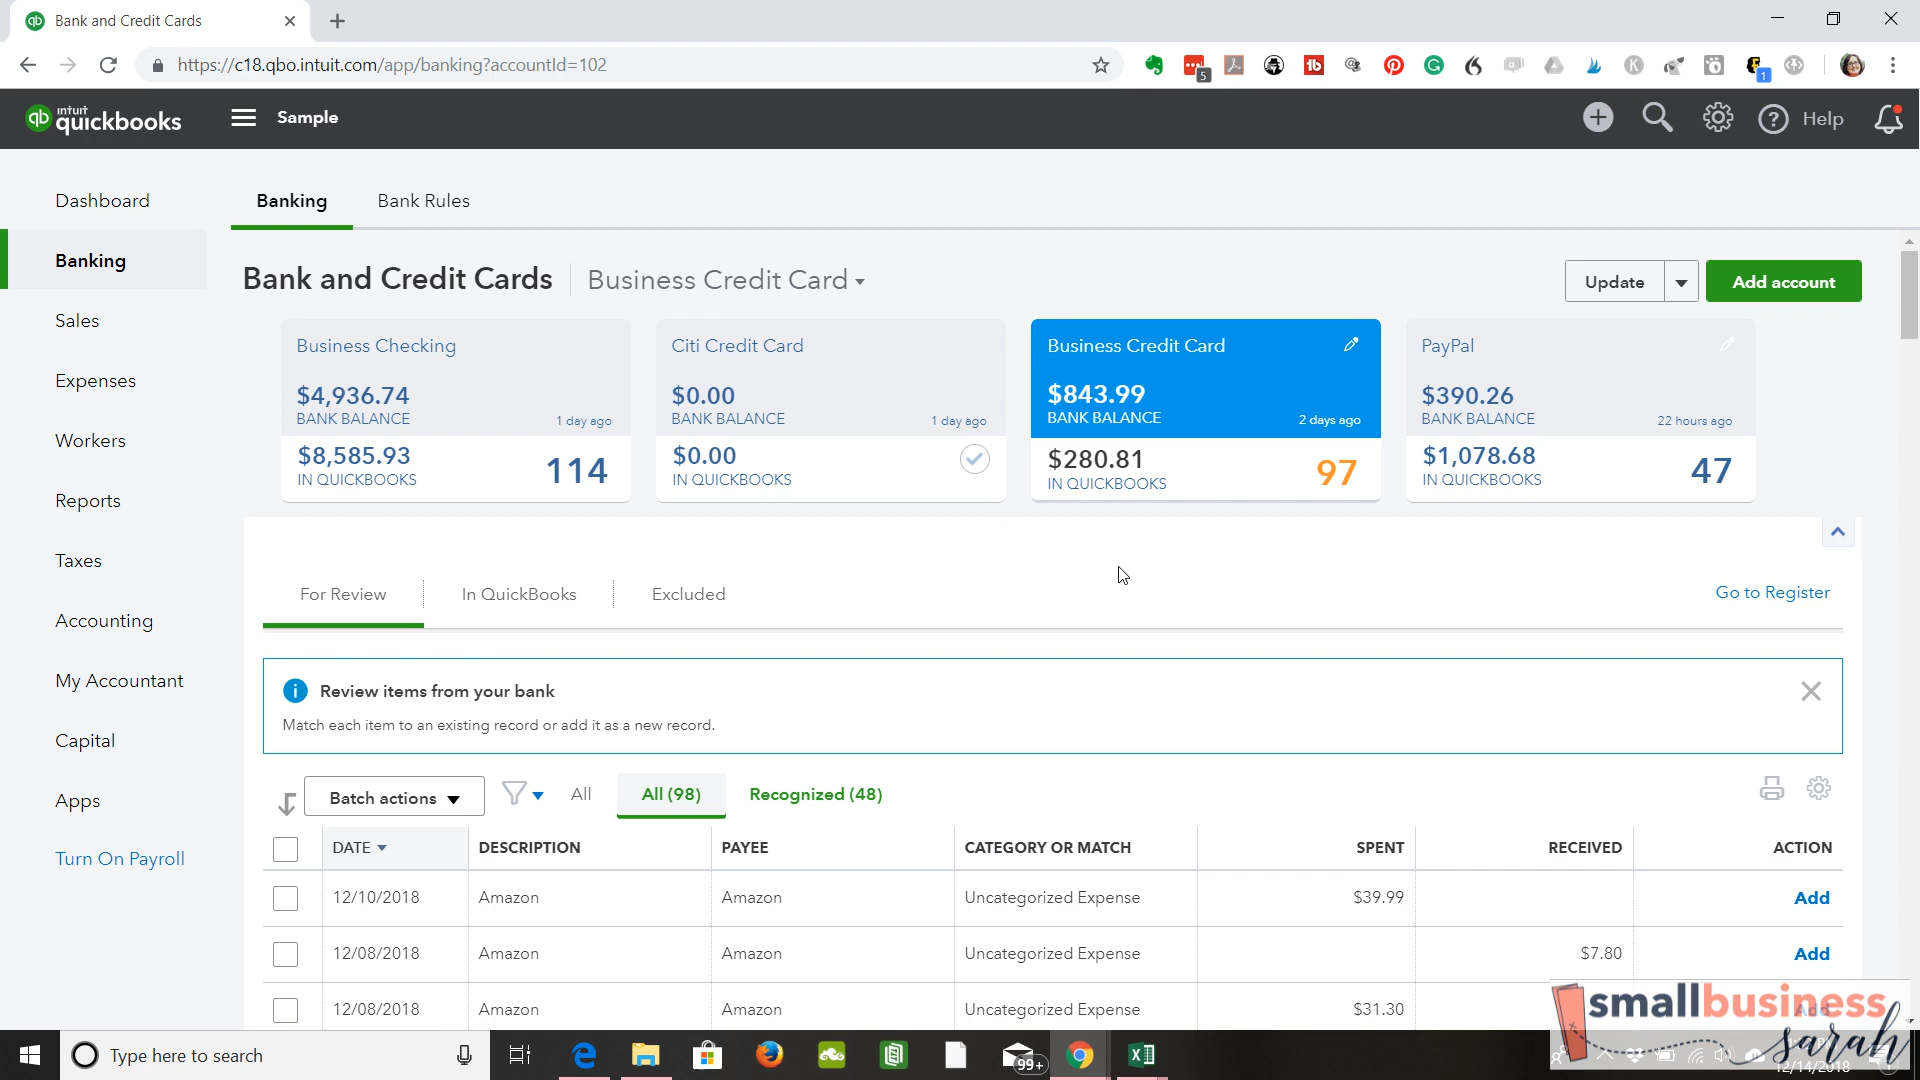 Bank and Credit Cards
https://c18.qbo.intuit.com/app/banking?accountId=102
5
1
intuit
quickbooks
Sample
Help
Dashboard
Banking
Sales
Expenses
Workers
Reports
Taxes
Accounting
My Accountant
Capital
Apps
Turn On Payroll
Banking
Bank Rules
Bank and Credit Cards
Business Credit Card
Update
Add account
Business Checking
$4,936.74
BANK BALANCE
1 day ago
$8,585.93
IN QUICKBOOKS
114
Citi Credit Card
$0.00
BANK BALANCE
1 day ago
$0.00
IN QUICKBOOKS
Business Credit Card
$843.99
BANK BALANCE
2 days ago
$280.81
IN QUICKBOOKS
97
PayPal
$390.26
BANK BALANCE
22 hours ago
$1,078.68
IN QUICKBOOKS
47
For Review
In QuickBooks
Excluded
Go to Register
Review items from your bank
Match each item to an existing record or add it as a new record.
Batch actions
All
All (98)
Recognized (48)
DATE DESCRIPTION PAYEE CATEGORY OR MATCH SPENT RECEIVED ACTION
12/10/2018 Amazon Amazon Uncategorized Expense $39.99 Add
12/08/2018 Amazon Amazon Uncategorized Expense $7.80 Add
12/08/2018 Amazon Amazon Uncategorized Expense $31.30 Add
smallbusiness
sarah
Type here to search
99+
12/14/2018